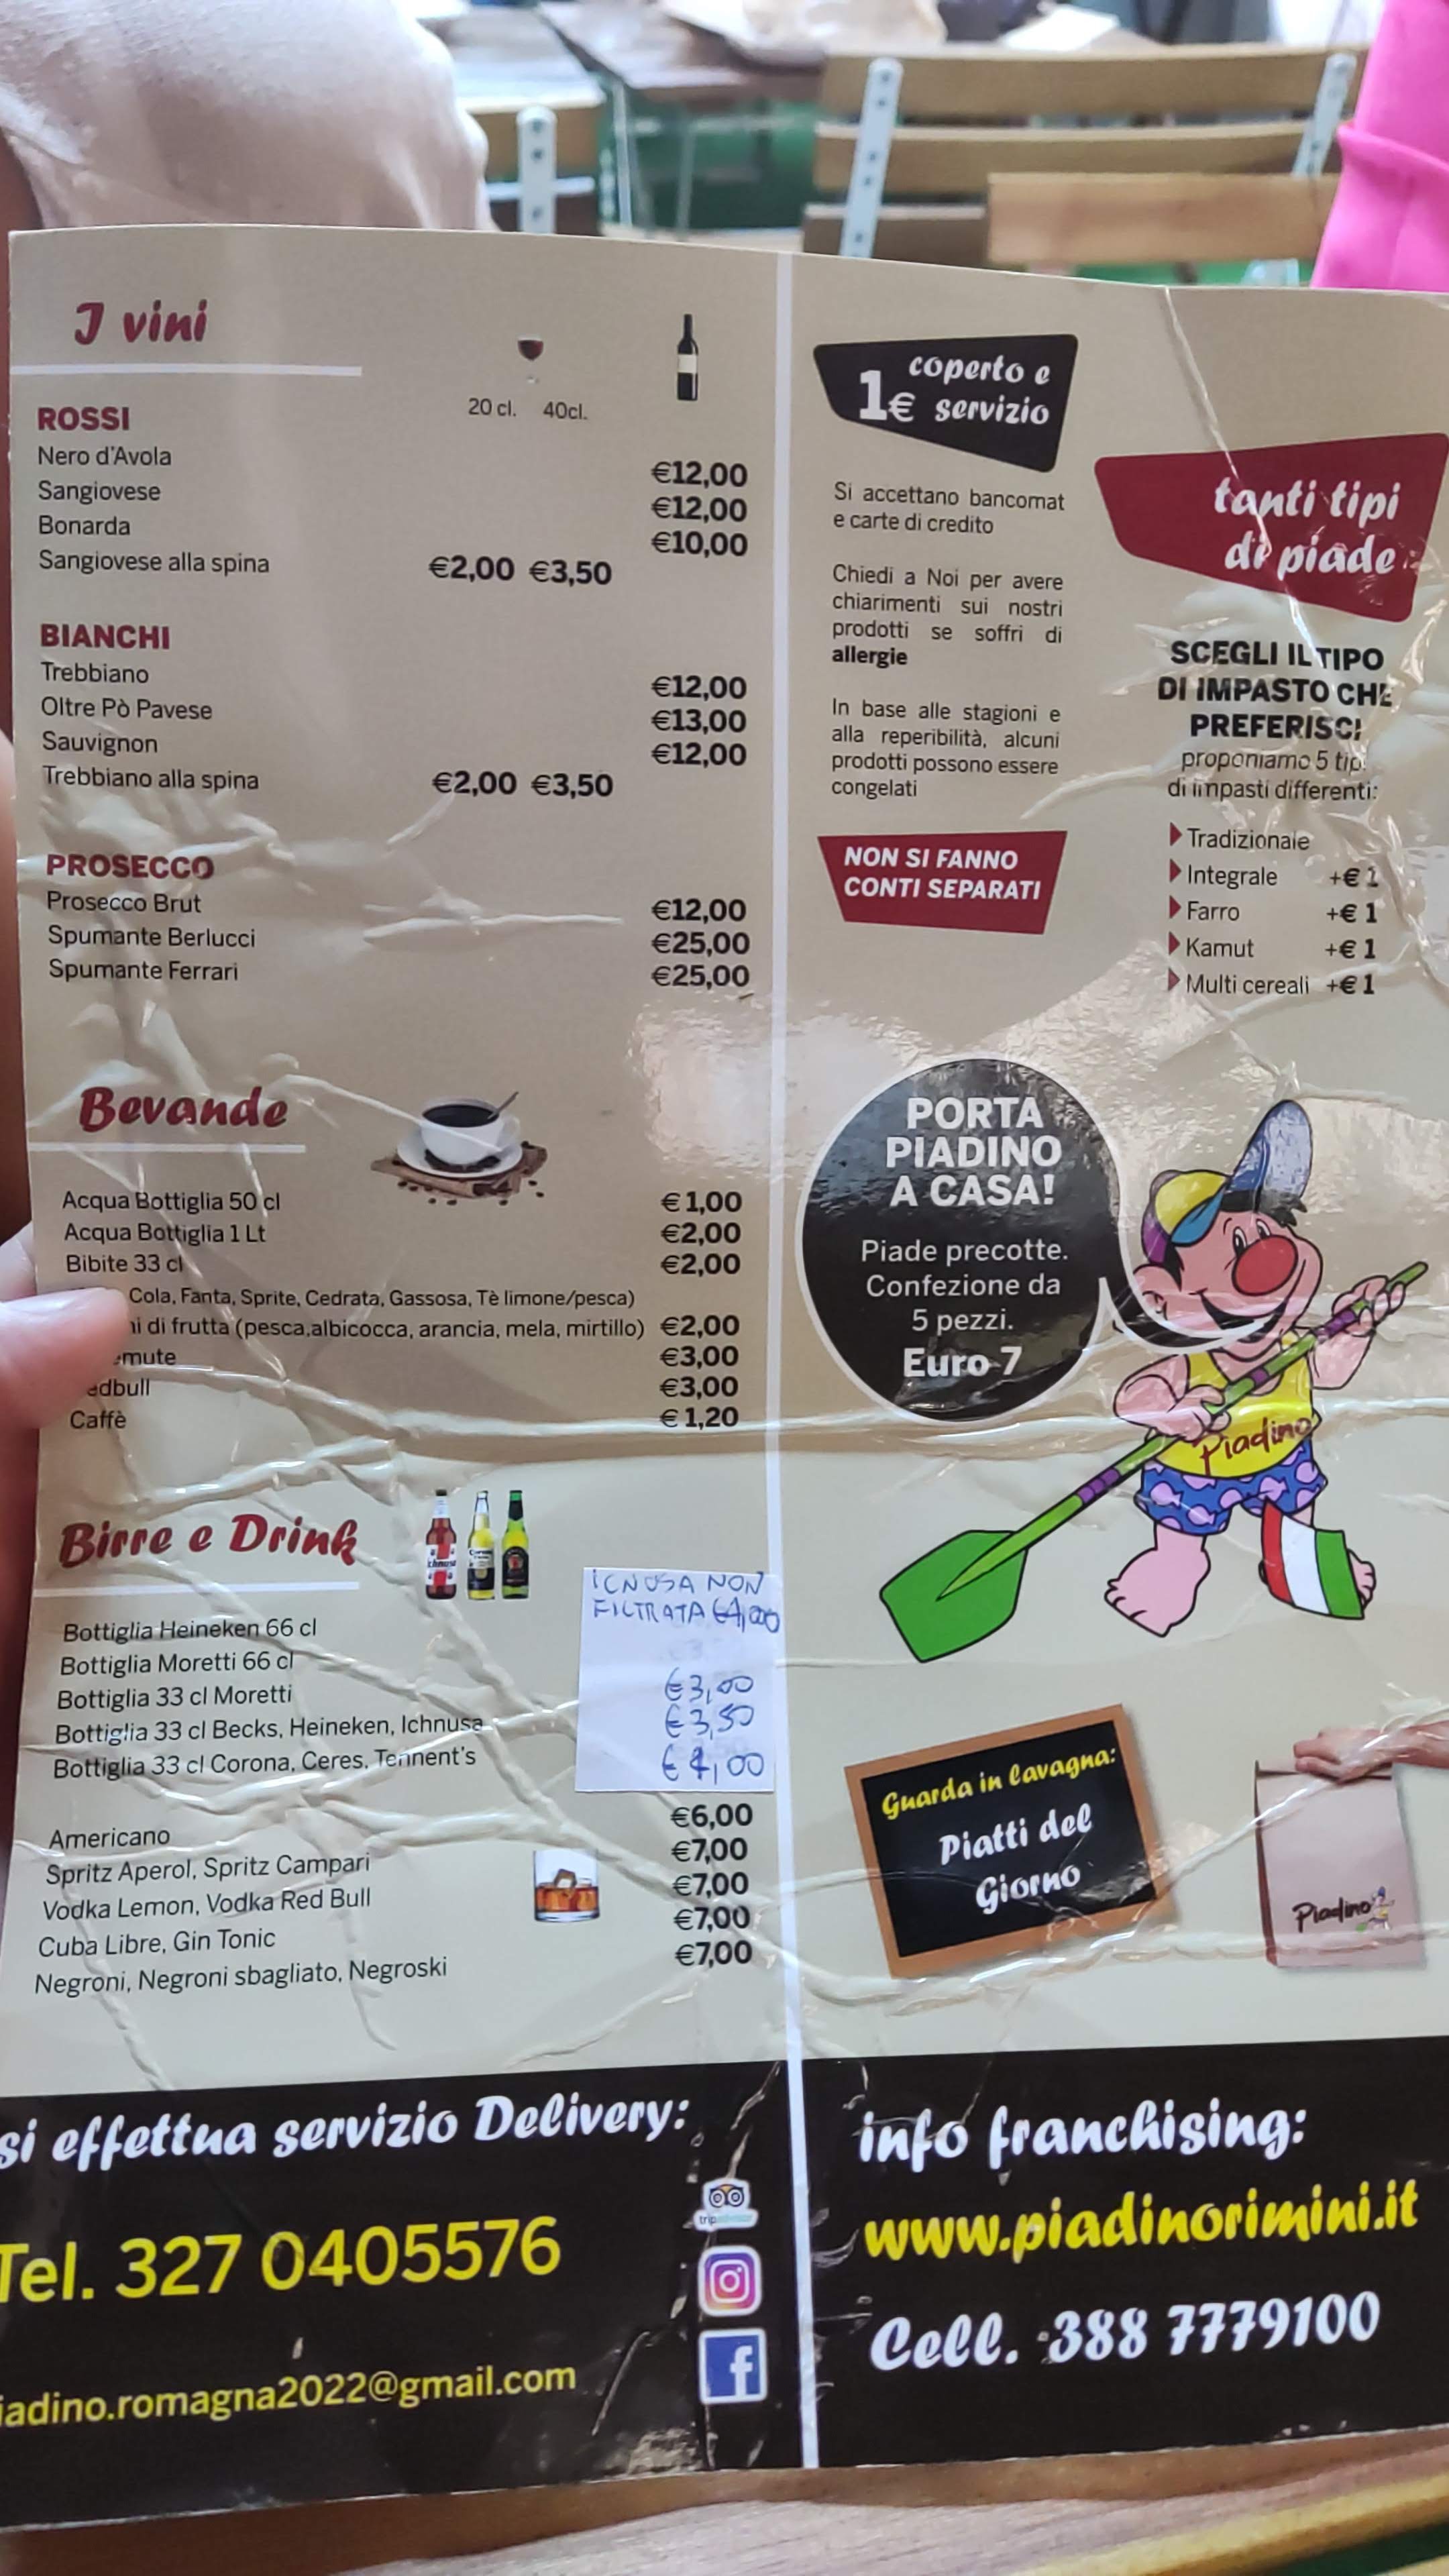 I vini
20 cl. 40cl.
ROSSI
Nero d'Avola €12,00
Sangiovese €12,00
Bonarda €10,00
Sangiovese alla spina €2,00 €3,50
BIANCHI
Trebbiano €12,00
Oltre Pò Pavese €13,00
Sauvignon €12,00
Trebbiano alla spina €2,00 €3,50
PROSECCO
Prosecco Brut €12,00
Spumante Berlucci €25,00
Spumante Ferrari €25,00
Bevande
Acqua Bottiglia 50 cl €1,00
Acqua Bottiglia 1 Lt €2,00
Bibite 33 cl €2,00
Cola, Fanta, Sprite, Cedrata, Gassosa, Tè limone/pesca)
di frutta (pesca,albicocca, arancia, mela, mirtillo) €2,00
€3,00
€3,00
Caffè €1,20
Birre e Drink
ICNUSA NON
FILTRATA €4,00
Bottiglia Heineken 66 cl
Bottiglia Moretti 66 cl
Bottiglia 33 cl Moretti €3,00
Bottiglia 33 cl Becks, Heineken, Ichnusa €3,50
Bottiglia 33 cl Corona, Ceres, Tennent's €4,00
Americano €6,00
Spritz Aperol, Spritz Campari €7,00
Vodka Lemon, Vodka Red Bull €7,00
Cuba Libre, Gin Tonic €7,00
Negroni, Negroni sbagliato, Negroski €7,00
si effettua servizio Delivery:
Tel. 327 0405576
iadino.romagna2022@gmail.com
coperto e
1€ servizio
Si accettano bancomat
e carte di credito
Chiedi a Noi per avere
chiarimenti sui nostri
prodotti se soffri di
allergie
In base alle stagioni e
alla reperibilità, alcuni
prodotti possono essere
congelati
NON SI FANNO
CONTI SEPARATI
tanti tipi
di piade
SCEGLI IL TIPO
DI IMPASTO CHE
PREFERISCI
proponiamo 5 tipi
di impasti differenti:
Tradizionale
Integrale +€ 1
Farro +€ 1
Kamut +€ 1
Multi cereali +€ 1
PORTA
PIADINO
A CASA!
Piade precotte.
Confezione da
5 pezzi.
Euro 7
Piadino
Guarda in lavagna:
Piatti del
Giorno
Piadino
info franchising:
www.piadinorimini.it
Cell. 388 7779100